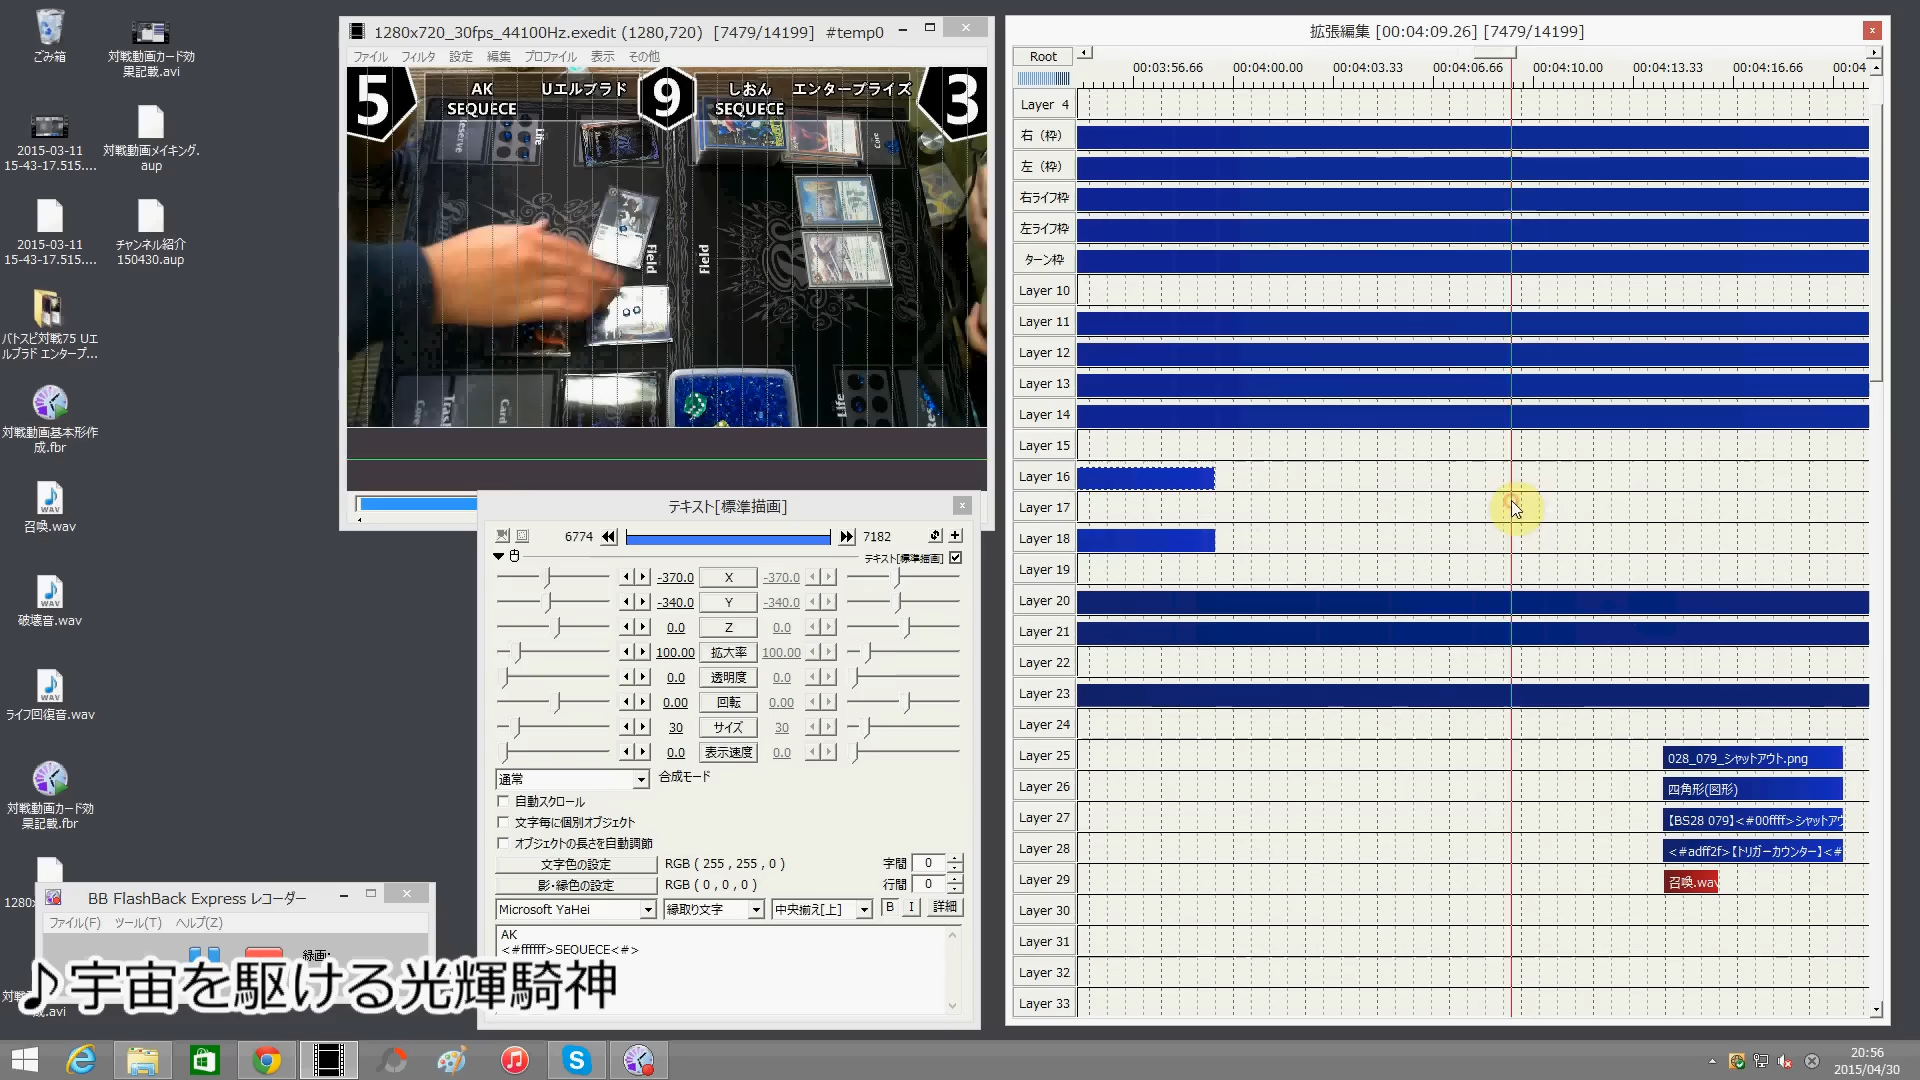 ごみ箱
対戦動画カード効
果記載.avi
2015-03-11
15-43-17.515....
対戦動画メイキング.
aup
2015-03-11
15-43-17.515....
チャンネル紹介
150430.aup
バトスピ対戦75 Uエ
ルブラド エンタープ...
対戦動画基本形作
成.fbr
召喚.wav
破壊音.wav
ライフ回復音.wav
対戦動画カード効
果記載.fbr
1280x720_30fps_44100Hz.exedit (1280,720) [7479/14199] #temp0
ファイル フィルタ 設定 編集 プロファイル 表示 その他
5
AK
SEQUECE
Uエルブラド
9
しおん
SEQUECE
エンタープライズ
3
Reserve
Life
Core
Field
Field
Trash
Card
Life
テキスト[標準描画]
6774
7182
テキスト[標準描画]
-370.0 X -370.0
-340.0 Y -340.0
0.0 Z 0.0
100.00 拡大率 100.00
0.0 透明度 0.0
0.00 回転 0.00
30 サイズ 30
0.0 表示速度 0.0
通常 合成モード
自動スクロール
文字毎に個別オブジェクト
オブジェクトの長さを自動調節
文字色の設定 RGB ( 255 , 255 , 0 ) 字間 0
影・縁色の設定 RGB ( 0 , 0 , 0 ) 行間 0
Microsoft YaHei 縁取り文字 中央揃え[上] B I 詳細
AK
<#ffffff>SEQUECE<#>
BB FlashBack Express レコーダー
ファイル(F) ツール(T) ヘルプ(Z)
♪宇宙を駆ける光輝騎神
拡張編集 [00:04:09.26] [7479/14199]
Root
00:03:56.66 00:04:00.00 00:04:03.33 00:04:06.66 00:04:10.00 00:04:13.33 00:04:16.66 00:04
Layer 4
右（枠）
左（枠）
右ライフ枠
左ライフ枠
ターン枠
Layer 10
Layer 11
Layer 12
Layer 13
Layer 14
Layer 15
Layer 16
Layer 17
Layer 18
Layer 19
Layer 20
Layer 21
Layer 22
Layer 23
Layer 24
Layer 25 028_079_シャットアウト.png
Layer 26 四角形(図形)
Layer 27 【BS28 079】<#00ffff>シャットアウ
Layer 28 <#adff2f>【トリガーカウンター】<#
Layer 29 召喚.wav
Layer 30
Layer 31
Layer 32
Layer 33
20:56
2015/04/30